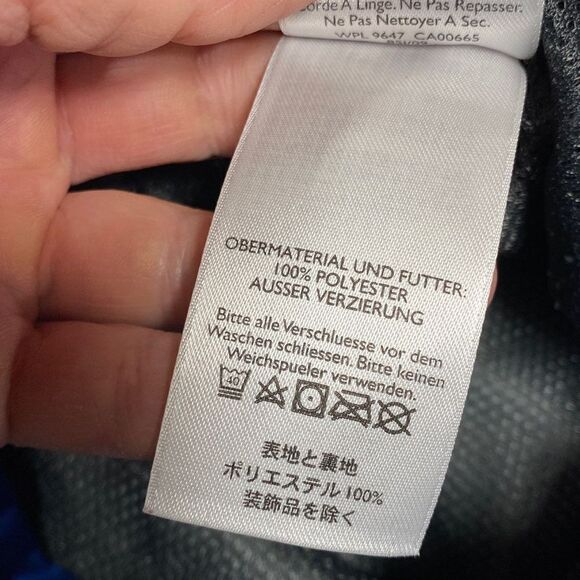 Corde A Linge. Ne Pas Repasser.
Ne Pas Nettoyer A Sec.
WPL 9647 CA00665
OBERMATERIAL UND FUTTER:
100% POLYESTER
AUSSER VERZIERUNG
Bitte alle Verschluesse vor dem
Waschen schliessen. Bitte keinen
Weichspueler verwenden.
40
表地と裏地
ポリエステル 100%
装飾品を除く